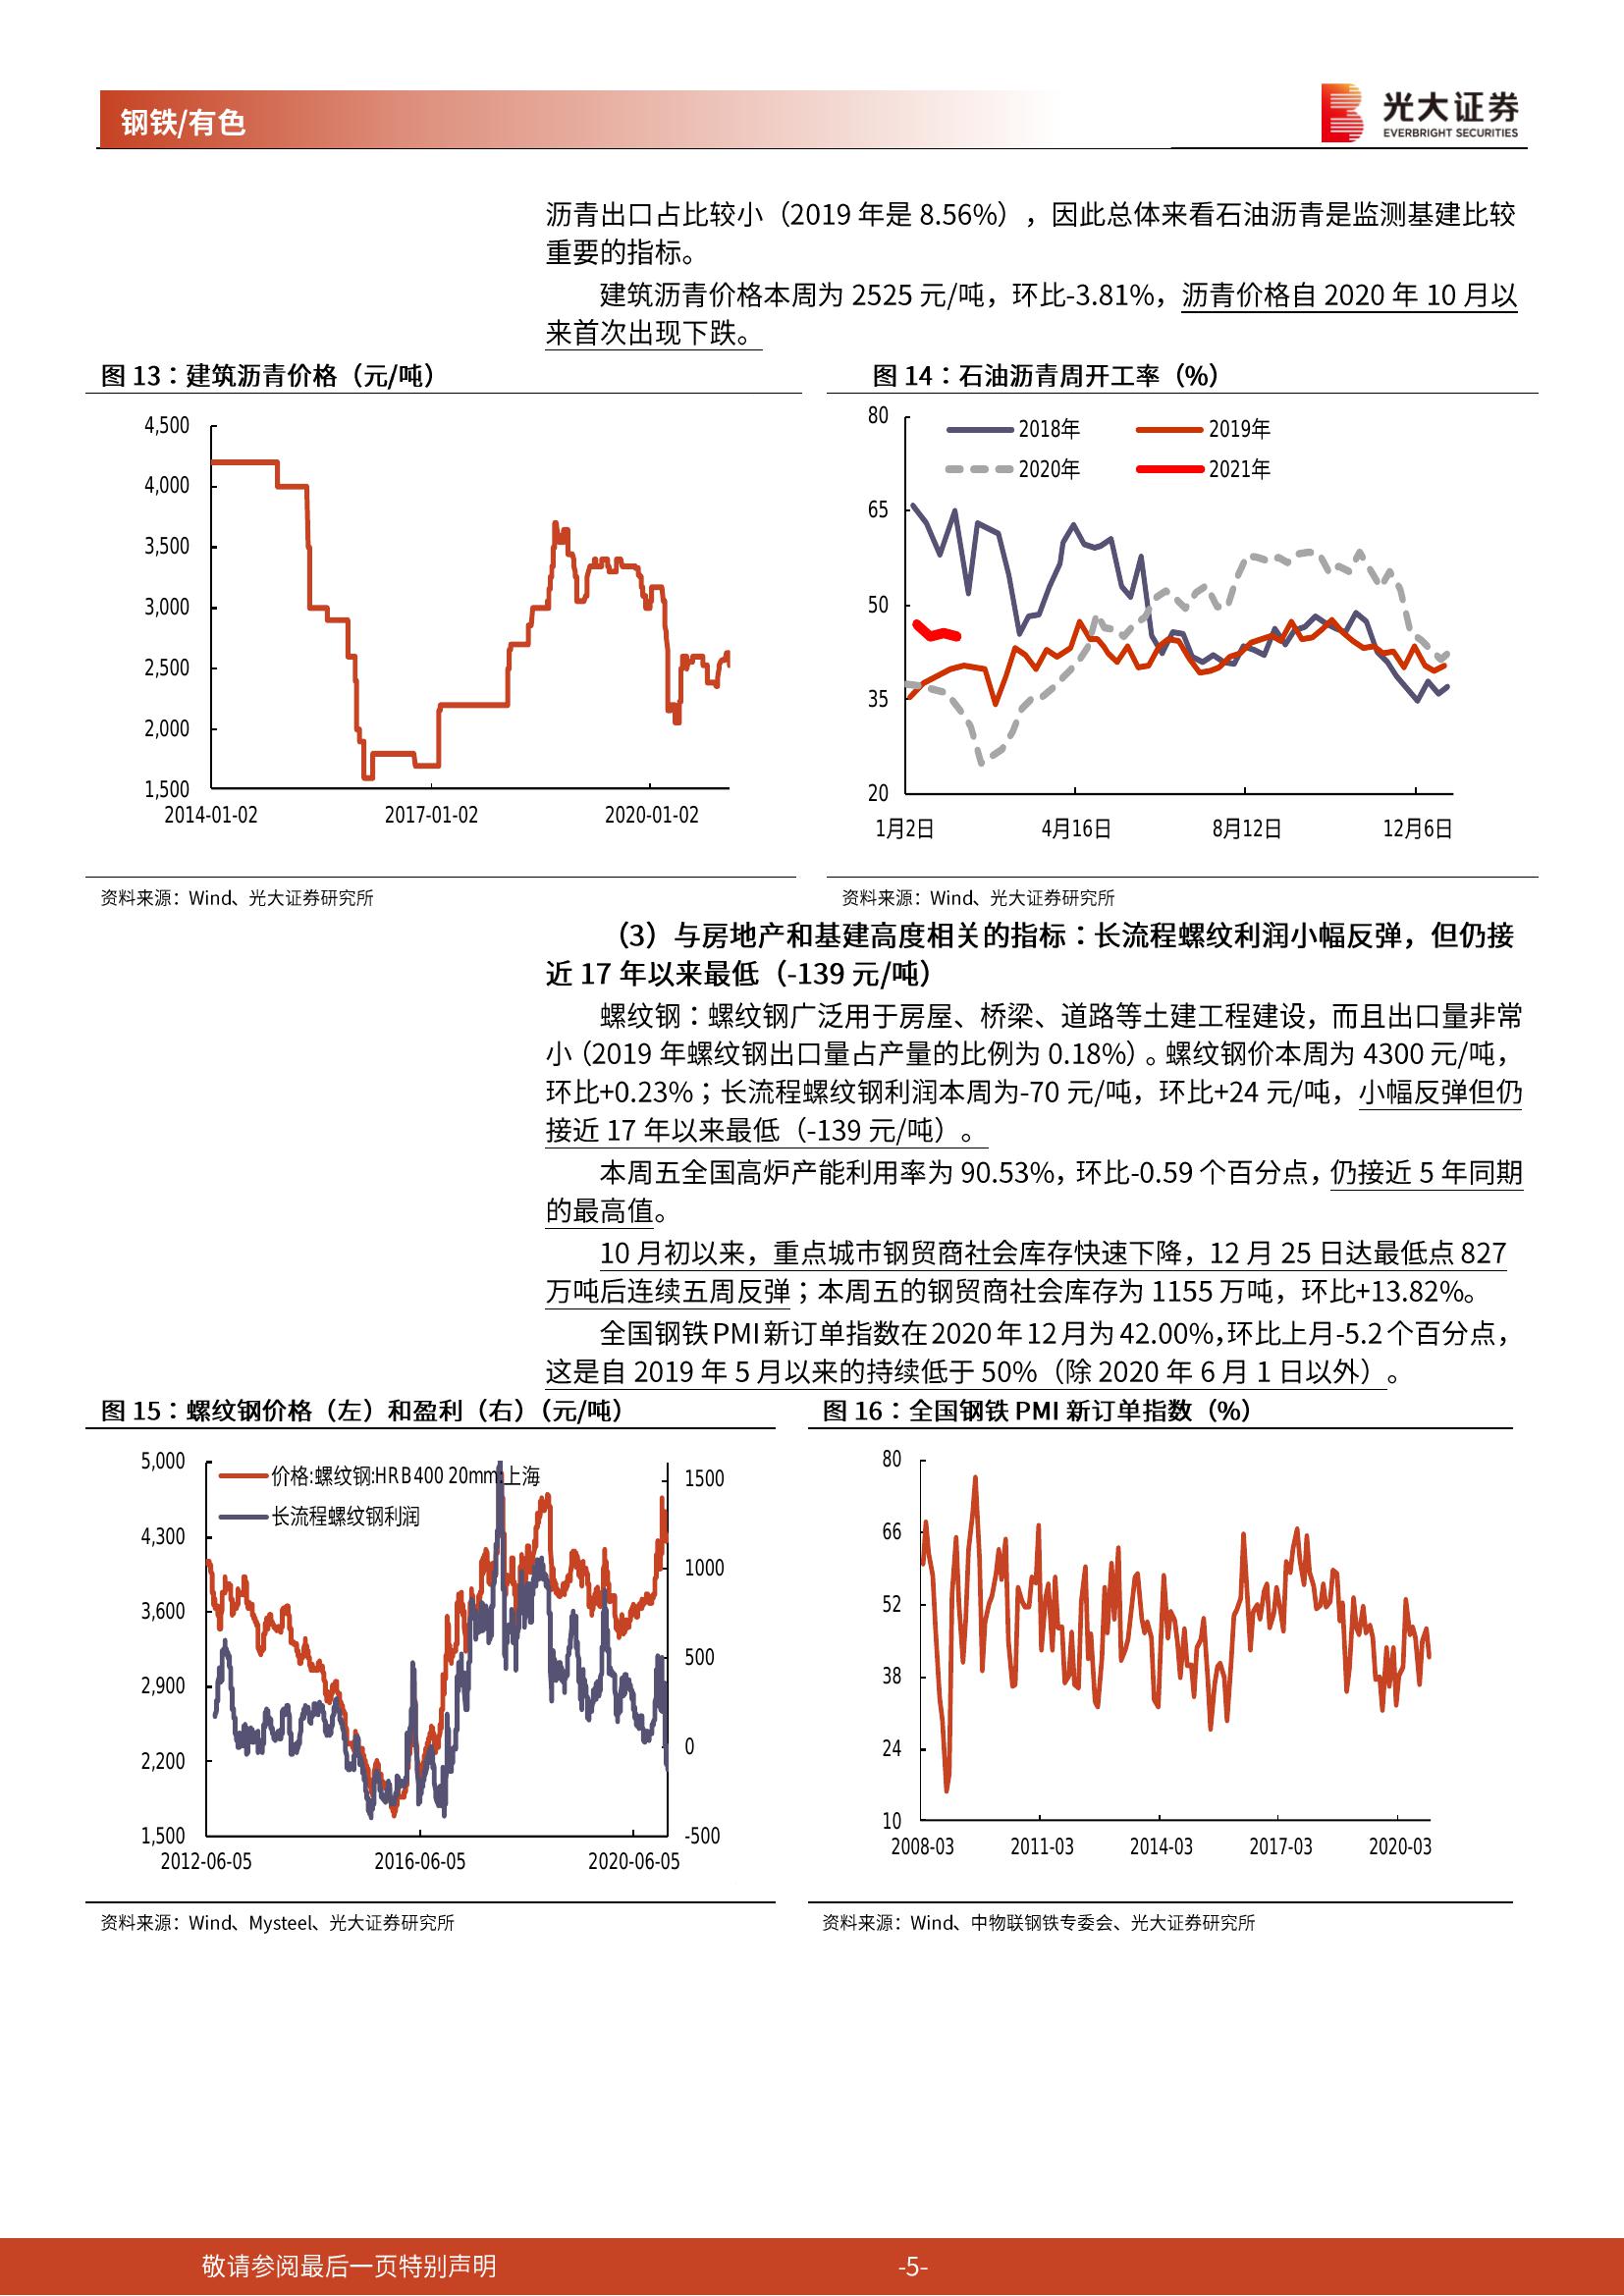 钢铁/有色
光大证券
EVERBRIGHT SECURITIES
沥青出口占比较小（2019 年是 8.56%），因此总体来看石油沥青是监测基建比较
重要的指标。
建筑沥青价格本周为 2525 元/吨，环比-3.81%，沥青价格自 2020 年 10 月以
来首次出现下跌。
图 13：建筑沥青价格（元/吨）
4,500
4,000
3,500
3,000
2,500
2,000
1,500
2014-01-02 2017-01-02 2020-01-02
资料来源：Wind、光大证券研究所
图 14：石油沥青周开工率（%）
80
65
50
35
20
2018年 2019年
2020年 2021年
1月2日 4月16日 8月12日 12月6日
资料来源：Wind、光大证券研究所
（3）与房地产和基建高度相关的指标：长流程螺纹利润小幅反弹，但仍接
近 17 年以来最低（-139 元/吨）
螺纹钢：螺纹钢广泛用于房屋、桥梁、道路等土建工程建设，而且出口量非常
小（2019 年螺纹钢出口量占产量的比例为 0.18%）。螺纹钢价本周为 4300 元/吨，
环比+0.23%；长流程螺纹钢利润本周为-70 元/吨，环比+24 元/吨，小幅反弹但仍
接近 17 年以来最低（-139 元/吨）。
本周五全国高炉产能利用率为 90.53%，环比-0.59 个百分点，仍接近 5 年同期
的最高值。
10 月初以来，重点城市钢贸商社会库存快速下降，12 月 25 日达最低点 827
万吨后连续五周反弹；本周五的钢贸商社会库存为 1155 万吨，环比+13.82%。
全国钢铁 PMI 新订单指数在 2020 年 12 月为 42.00%，环比上月-5.2 个百分点，
这是自 2019 年 5 月以来的持续低于 50%（除 2020 年 6 月 1 日以外）。
图 15：螺纹钢价格（左）和盈利（右）（元/吨）
5,000
4,300
3,600
2,900
2,200
1,500
价格:螺纹钢:HRB400 20mm:上海
长流程螺纹钢利润
1500
1000
500
0
-500
2012-06-05 2016-06-05 2020-06-05
资料来源：Wind、Mysteel、光大证券研究所
图 16：全国钢铁 PMI 新订单指数（%）
80
66
52
38
24
10
2008-03 2011-03 2014-03 2017-03 2020-03
资料来源：Wind、中物联钢铁专委会、光大证券研究所
敬请参阅最后一页特别声明
-5-